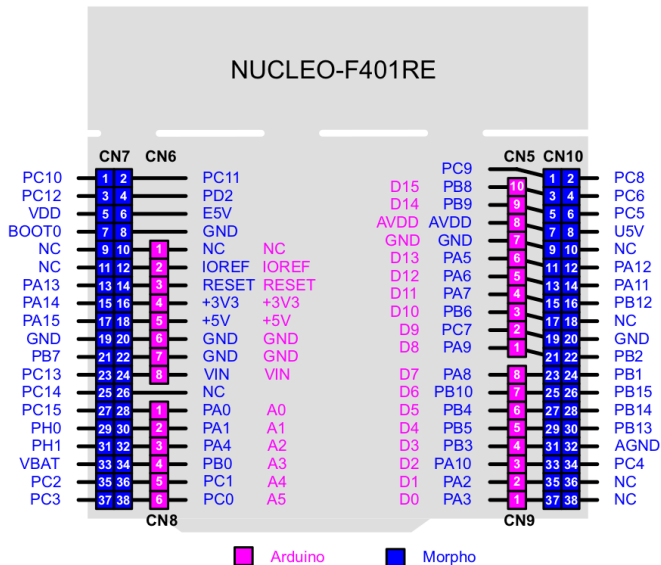 NUCLEO-F401RE
CN7 CN6 CN5 CN10
PC9
PC10 1 2 PC11 D15 PB8 10 1 2 PC8
PC12 3 4 PD2 D14 PB9 9 3 4 PC6
VDD 5 6 E5V AVDD AVDD 8 5 6 PC5
BOOT0 7 8 GND GND GND 7 7 8 U5V
NC 9 10 1 NC NC D13 PA5 6 9 10 NC
NC 11 12 2 IOREF IOREF D12 PA6 5 11 12 PA12
PA13 13 14 3 RESET RESET D11 PA7 4 13 14 PA11
PA14 15 16 4 +3V3 +3V3 D10 PB6 3 15 16 PB12
PA15 17 18 5 +5V +5V D9 PC7 2 17 18 NC
GND 19 20 6 GND GND D8 PA9 1 19 20 GND
PB7 21 22 7 GND GND 21 22 PB2
PC13 23 24 8 VIN VIN D7 PA8 8 23 24 PB1
PC14 25 26 NC D6 PB10 7 25 26 PB15
PC15 27 28 1 PA0 A0 D5 PB4 6 27 28 PB14
PH0 29 30 2 PA1 A1 D4 PB5 5 29 30 PB13
PH1 31 32 3 PA4 A2 D3 PB3 4 31 32 AGND
VBAT 33 34 4 PB0 A3 D2 PA10 3 33 34 PC4
PC2 35 36 5 PC1 A4 D1 PA2 2 35 36 NC
PC3 37 38 6 PC0 A5 D0 PA3 1 37 38 NC
CN8 CN9
Arduino Morpho